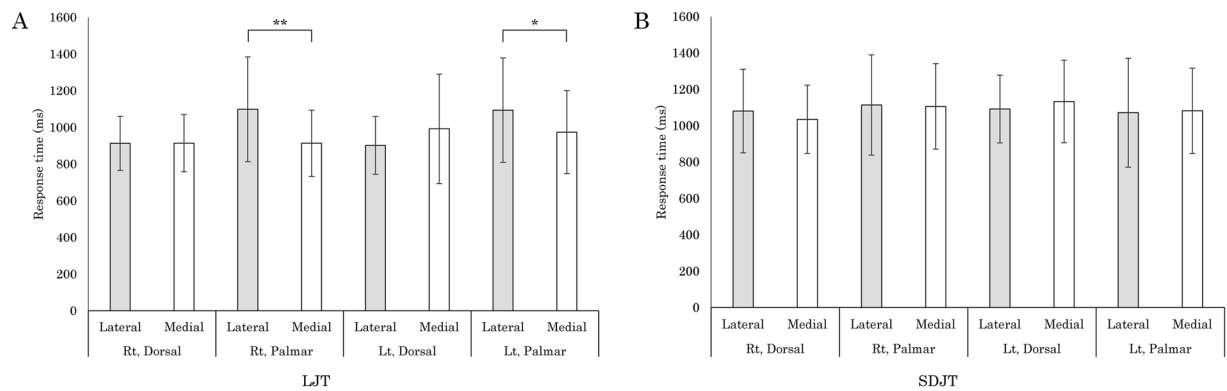 A
Response time (ms)
1600
1400
1200
1000
800
600
400
200
0
** *
Lateral Medial Lateral Medial Lateral Medial Lateral Medial
Rt, Dorsal Rt, Palmar Lt, Dorsal Lt, Palmar
LJT
B
Response time (ms)
1600
1400
1200
1000
800
600
400
200
0
Lateral Medial Lateral Medial Lateral Medial Lateral Medial
Rt, Dorsal Rt, Palmar Lt, Dorsal Lt, Palmar
SDJT